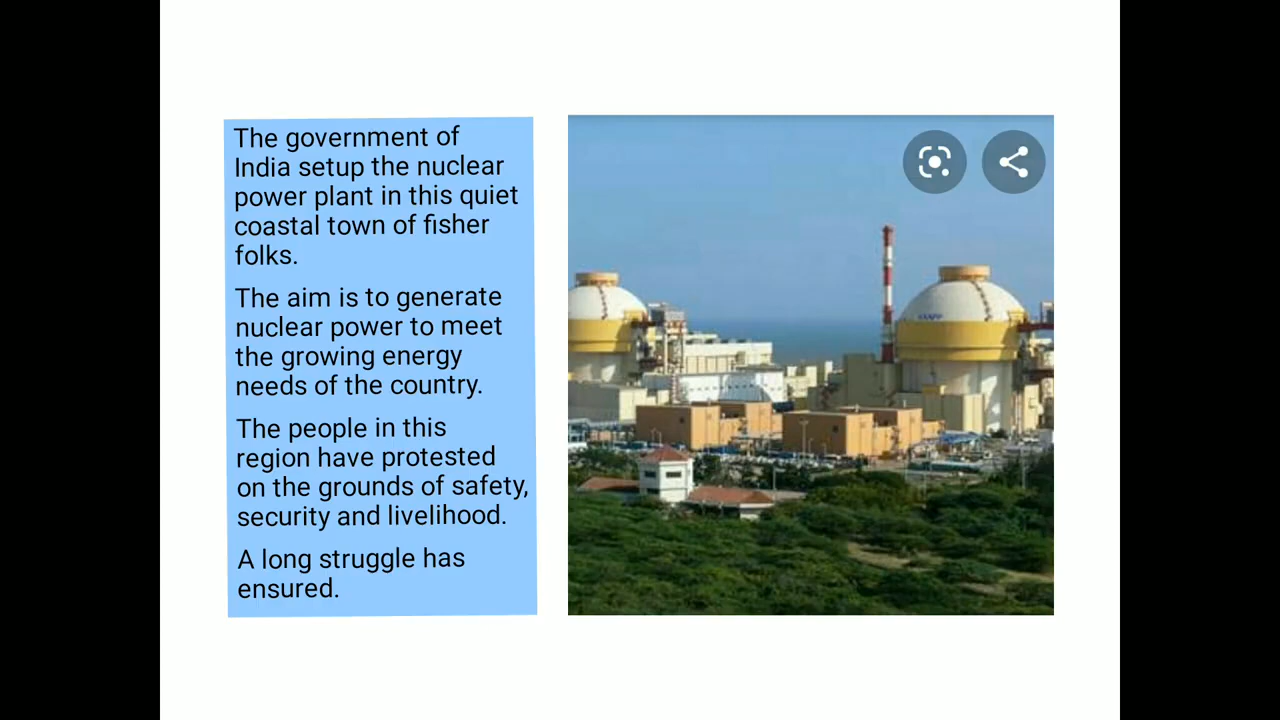 The government of
India setup the nuclear
power plant in this quiet
coastal town of fisher
folks.
The aim is to generate
nuclear power to meet
the growing energy
needs of the country.
The people in this
region have protested
on the grounds of safety,
security and livelihood.
A long struggle has
ensured.